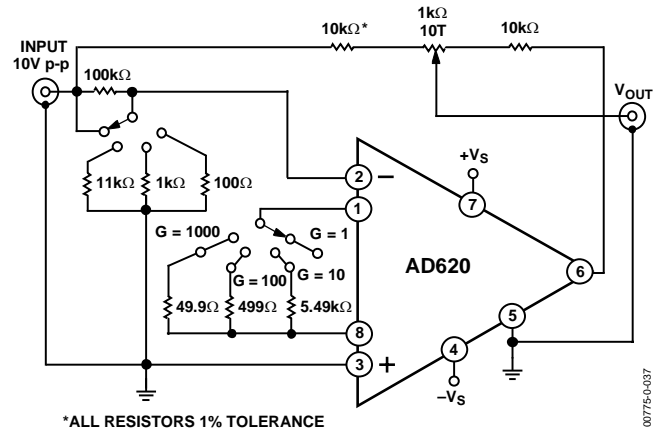 INPUT
10V p-p
100kΩ
10kΩ*
1kΩ
10T
10kΩ
VOUT
11kΩ
1kΩ
100Ω
+VS
2
−
1
7
G = 1000
G = 1
G = 100
G = 10
AD620
6
49.9Ω
499Ω
5.49kΩ
5
8
4
3
+
−VS
*ALL RESISTORS 1% TOLERANCE
00775-0-037